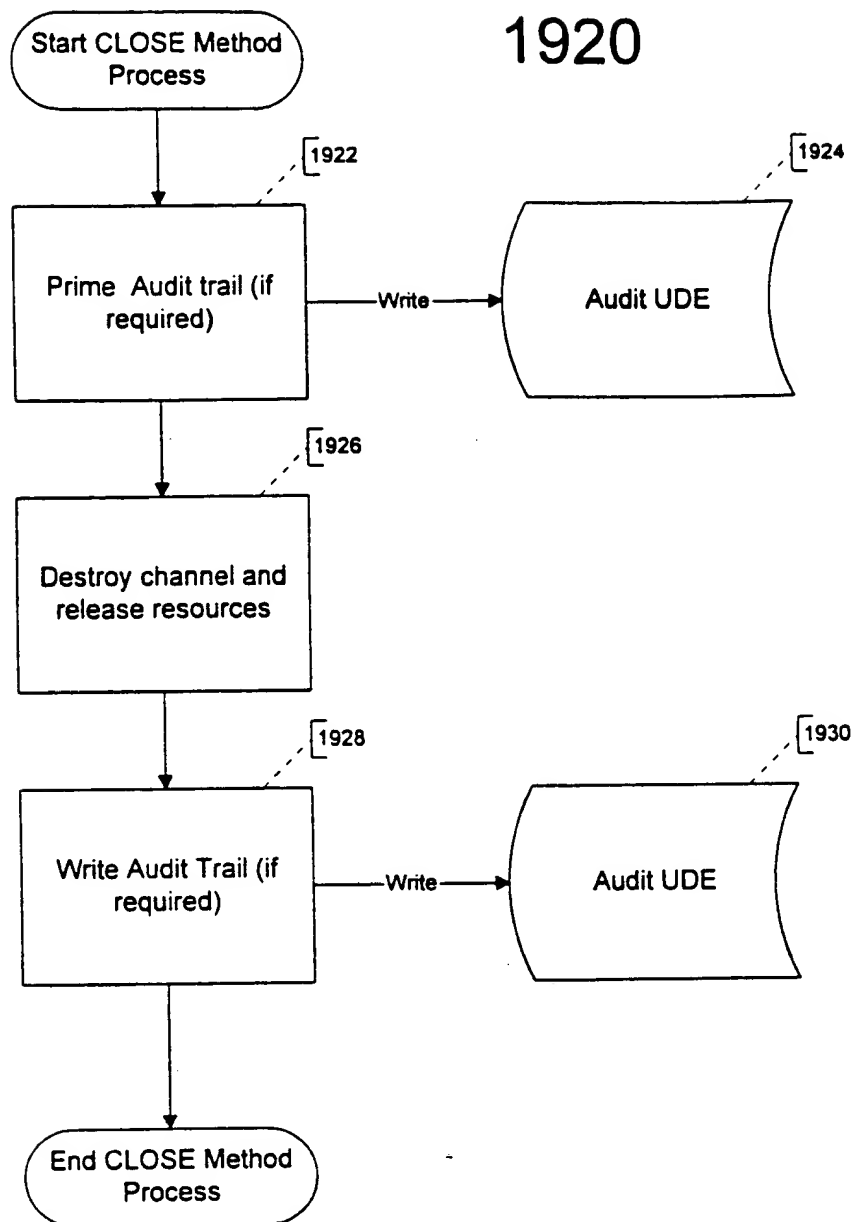 Start CLOSE Method
Process
1920
1922
1924
Prime Audit trail (if
required)
Write
Audit UDE
1926
Destroy channel and
release resources
1928
1930
Write Audit Trail (if
required)
Write
Audit UDE
End CLOSE Method
Process